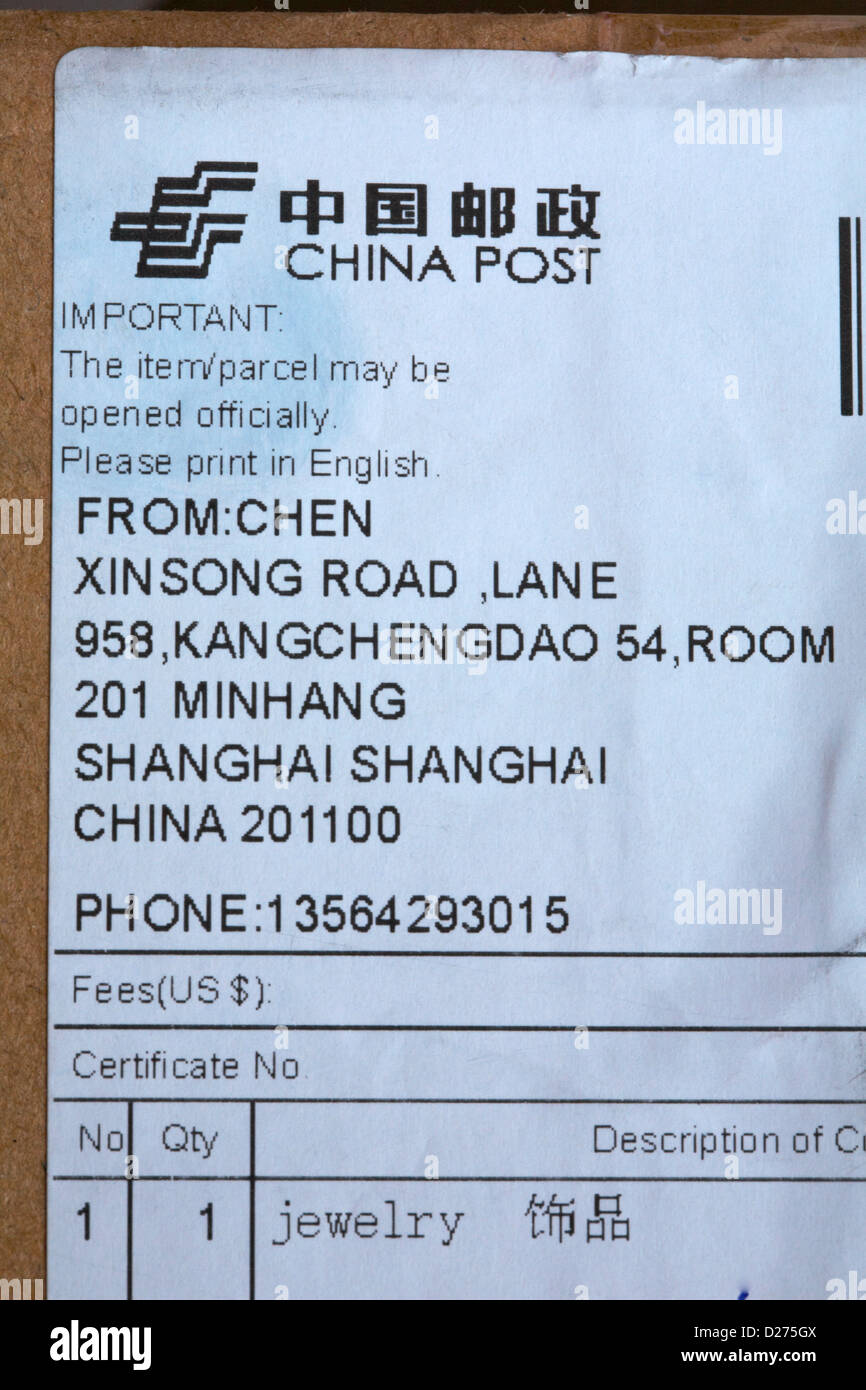 中国邮政
CHINA POST
IMPORTANT:
The item/parcel may be
opened officially.
Please print in English.
FROM:CHEN
XINSONG ROAD ,LANE
958,KANGCHENGDAO 54,ROOM
201 MINHANG
SHANGHAI SHANGHAI
CHINA 201100
PHONE:13564293015
Fees(US $):
Certificate No.
No Qty Description of
1 1 jewelry 饰品
alamy
Image ID: D275GX
www.alamy.com